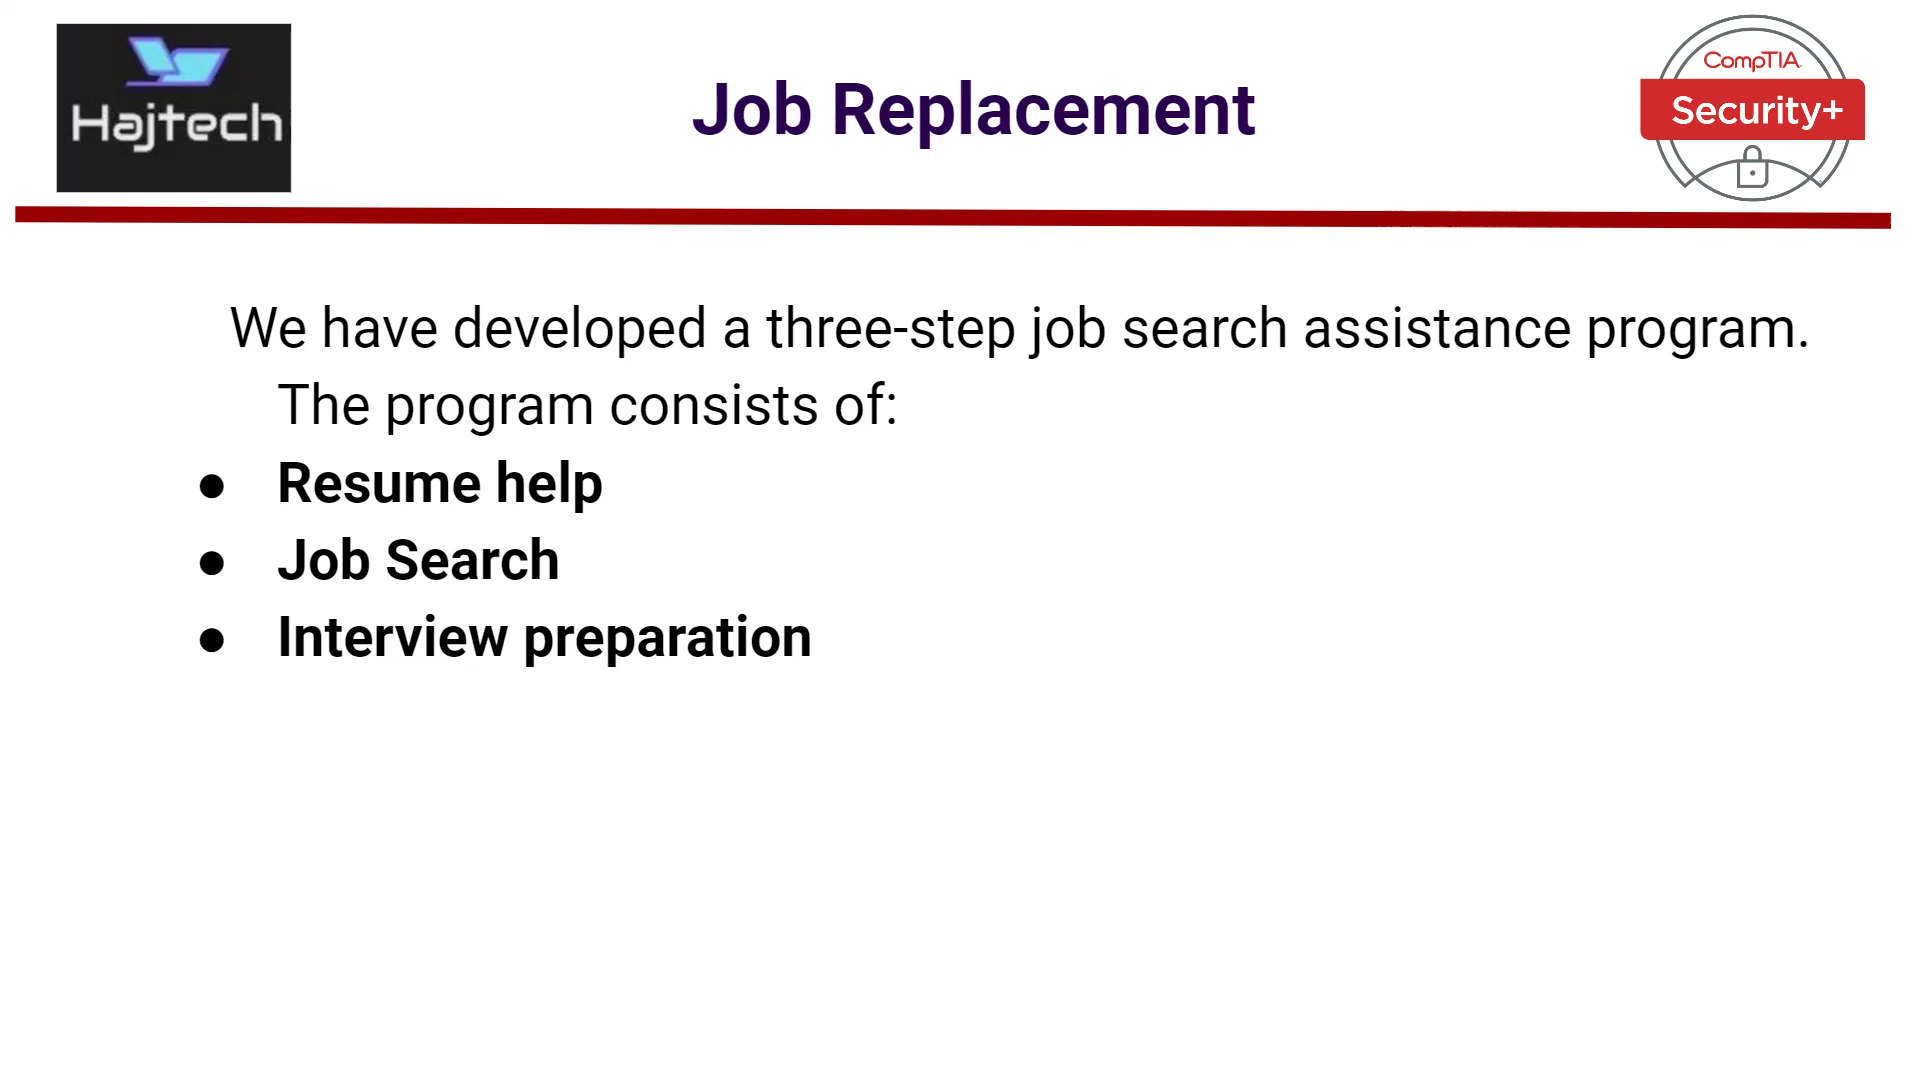 Hajtech
Job Replacement
CompTIA
Security+
We have developed a three-step job search assistance program.
The program consists of:
● Resume help
● Job Search
● Interview preparation